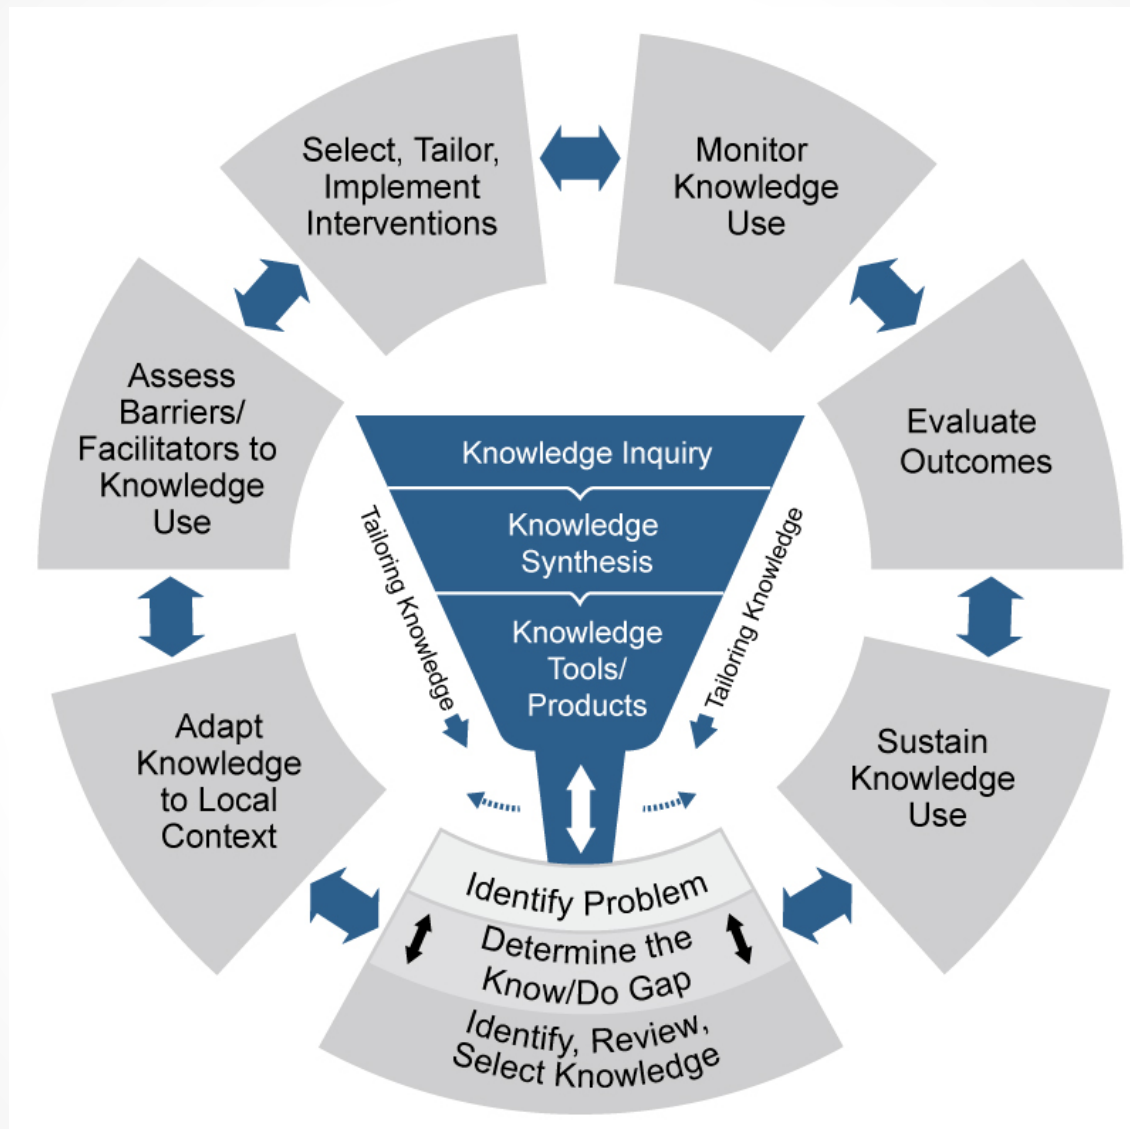 Select, Tailor,
Implement
Interventions
Monitor
Knowledge
Use
Assess
Barriers/
Facilitators to
Knowledge
Use
Evaluate
Outcomes
Knowledge Inquiry
Knowledge
Synthesis
Knowledge
Tools/
Products
Tailoring Knowledge
Tailoring Knowledge
Adapt
Knowledge
to Local
Context
Sustain
Knowledge
Use
Identify Problem
Determine the
Know/Do Gap
Identify, Review,
Select Knowledge